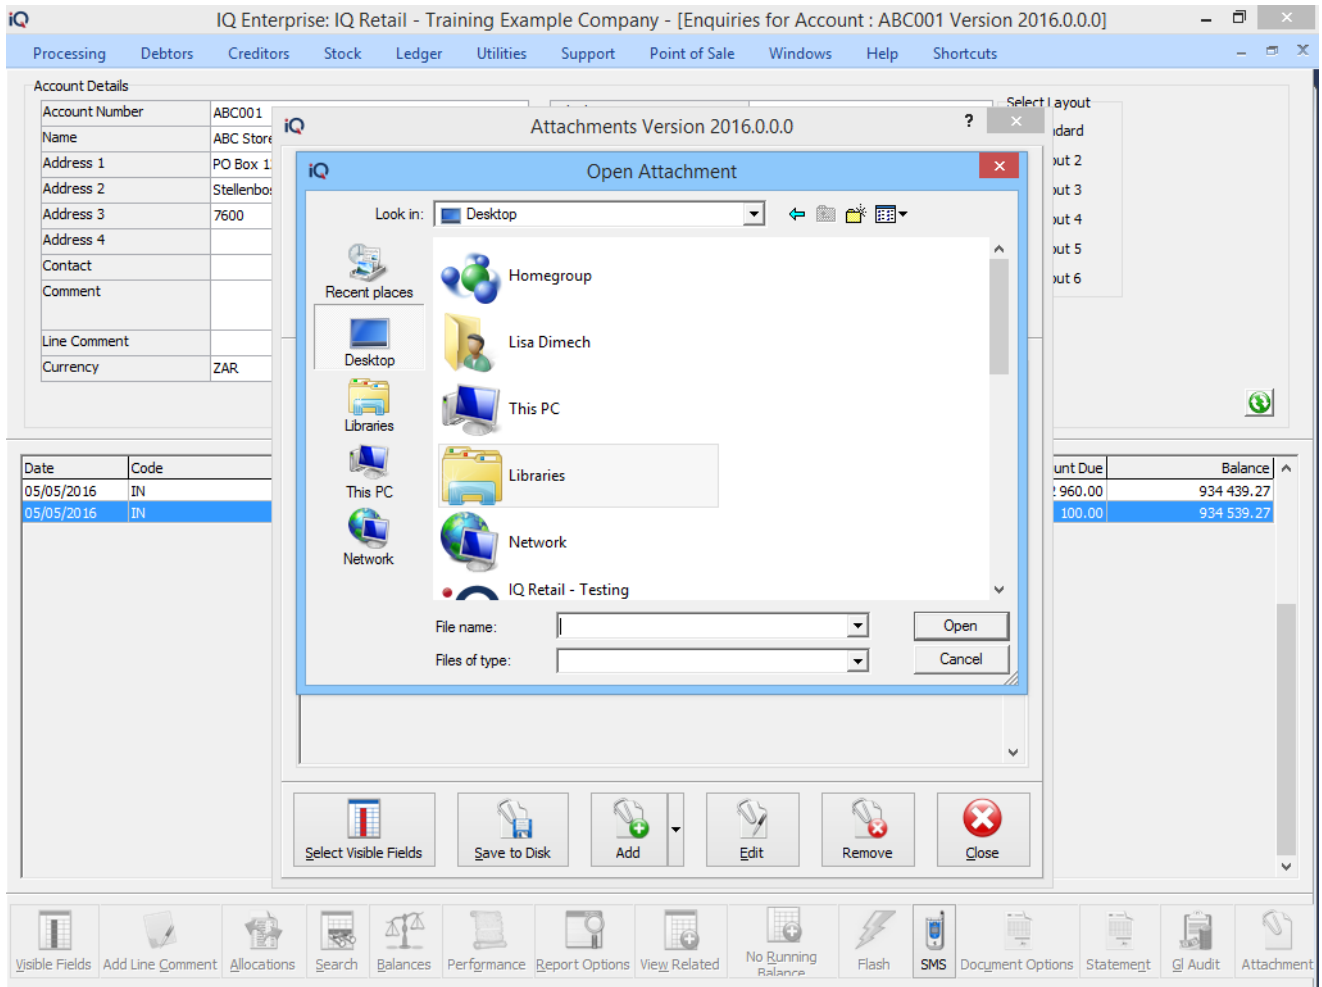 iQ IQ Enterprise: IQ Retail - Training Example Company - [Enquiries for Account : ABC001 Version 2016.0.0.0]
Processing Debtors Creditors Stock Ledger Utilities Support Point of Sale Windows Help Shortcuts
Account Details
Account Number ABC001
Name ABC Store
Address 1 PO Box 1
Address 2 Stellenbo
Address 3 7600
Address 4
Contact
Comment
Line Comment
Currency ZAR
Select Layout
ndard
out 2
out 3
out 4
out 5
out 6
iQ Attachments Version 2016.0.0.0 ?
iQ Open Attachment
Look in: Desktop
Recent places
Desktop
Libraries
This PC
Network
Homegroup
Lisa Dimech
This PC
Libraries
Network
IQ Retail - Testing
File name: Open
Files of type: Cancel
Date Code unt Due Balance
05/05/2016 IN 960.00 934 439.27
05/05/2016 IN 100.00 934 539.27
Select Visible Fields Save to Disk Add Edit Remove Close
Visible Fields Add Line Comment Allocations Search Balances Performance Report Options View Related No Running Balance Flash SMS Document Options Statement Gl Audit Attachment